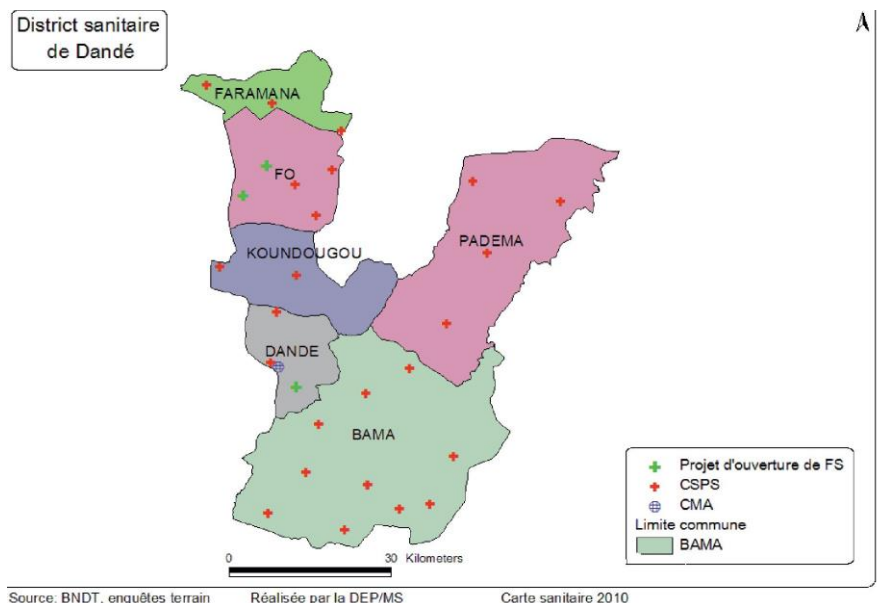 District sanitaire
de Dandé
FARAMANA
FO
PADEMA
KOUNDOUGOU
DANDE
BAMA
Projet d'ouverture de FS
CSPS
CMA
Limite commune
BAMA
0 30 Kilometers
Source: BNDT, enquêtes terrain Réalisée par la DEP/MS Carte sanitaire 2010